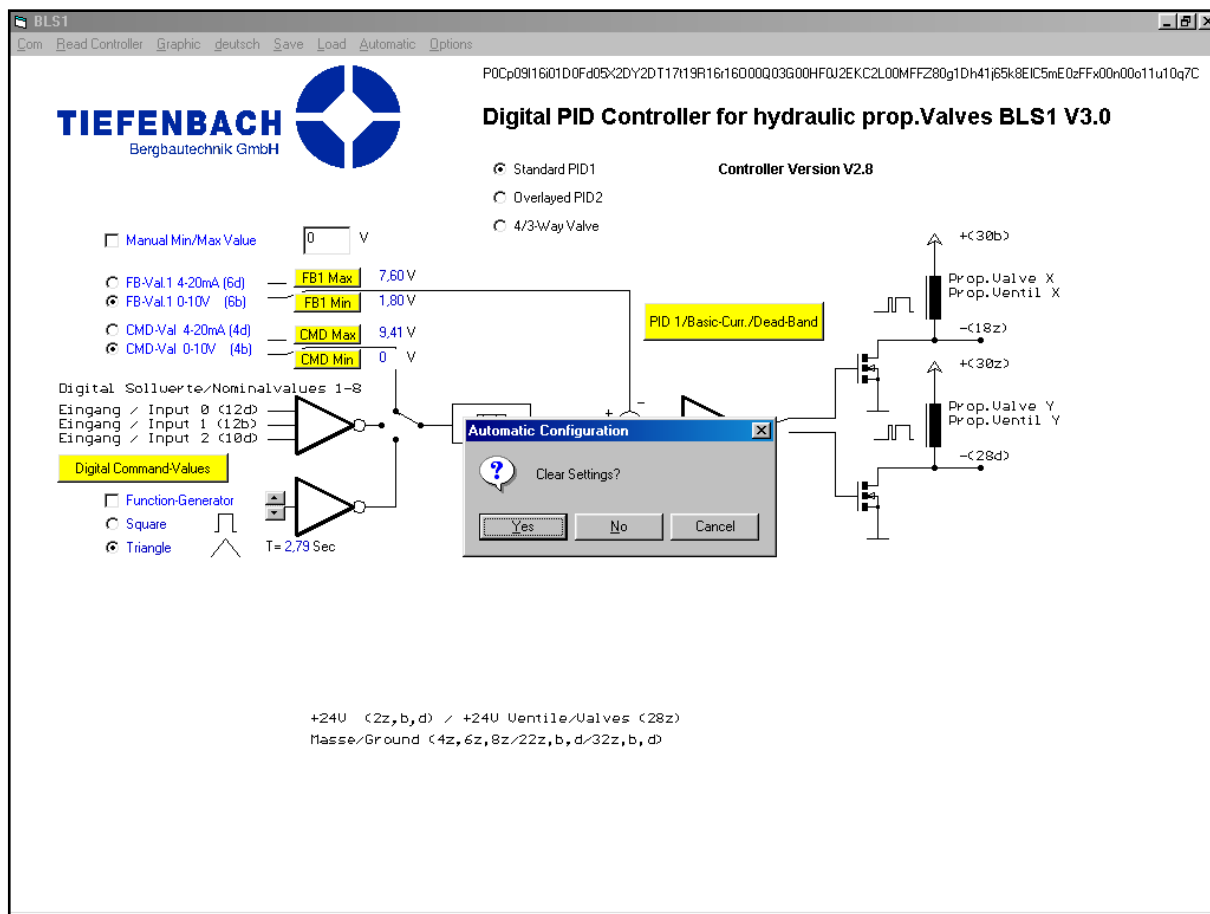 BLS1
Com Read Controller Graphic deutsch Save Load Automatic Options
P0Cp09I16i01D0Fd05X2DY2DT17t19R16r16O00Q03G00HF0J2EKC2L00MFFZ80g1Dh41j65k8EIC5mE0zFFx00n00o11u10q7C
TIEFENBACH
Bergbautechnik GmbH
Digital PID Controller for hydraulic prop.Valves BLS1 V3.0
Standard PID1
Controller Version V2.8
Overlayed PID2
4/3-Way Valve
Manual Min/Max Value 0 V
+(30b)
FB-Val.1 4-20mA (6d) FB1 Max 7,60 V
FB-Val.1 0-10V (6b) FB1 Min 1,80 V
Prop.Valve X
Prop.Ventil X
PID 1/Basic-Curr./Dead-Band
CMD-Val 4-20mA (4d) CMD Max 9,41 V
CMD-Val 0-10V (4b) CMD Min 0 V
-(18z)
+(30z)
Digital Sollwerte/Nominalvalues 1-8
Eingang / Input 0 (12d)
Eingang / Input 1 (12b)
Eingang / Input 2 (10d)
+ -
Prop.Valve Y
Prop.Ventil Y
-(28d)
Automatic Configuration
Clear Settings?
Yes No Cancel
Digital Command-Values
Function-Generator
Square
Triangle
T= 2,79 Sec
+24V (2z,b,d) / +24V Ventile/Valves (28z)
Masse/Ground (4z,6z,8z/22z,b,d/32z,b,d)